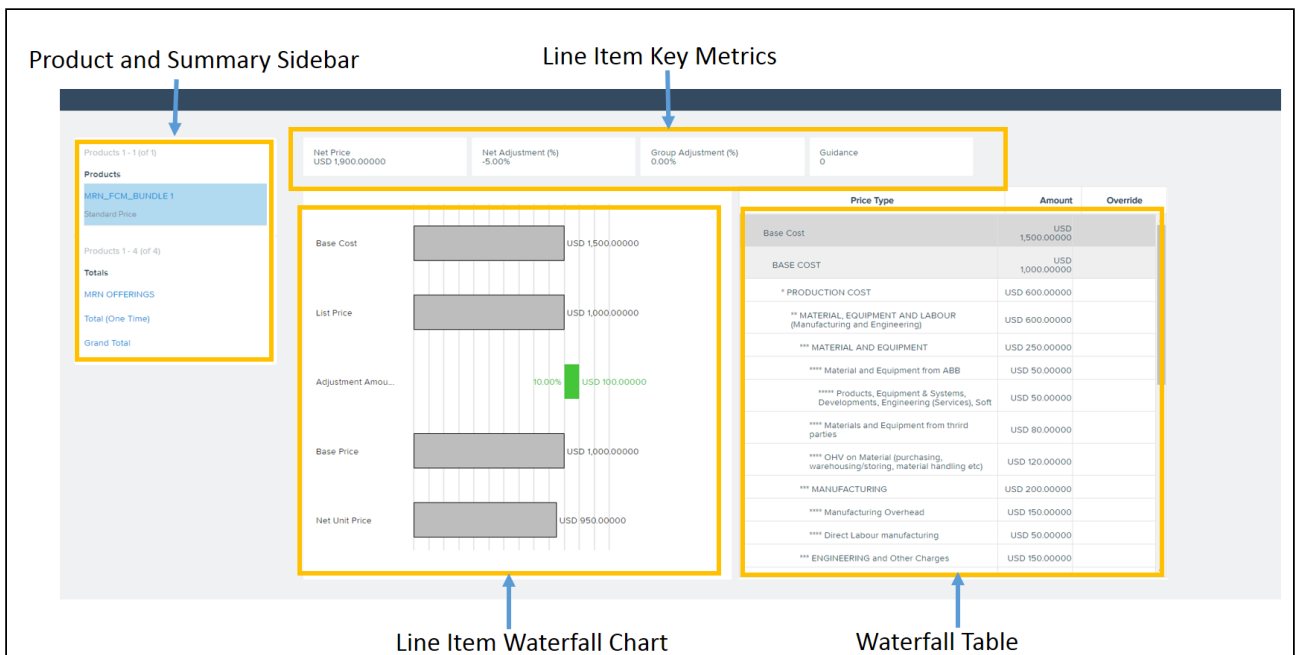 Product and Summary Sidebar
Line Item Key Metrics
Products 1 - 1 (of 1)
Products
MRN_FCM_BUNDLE 1
Standard Price
Products 1 - 4 (of 4)
Totals
MRN OFFERINGS
Total (One Time)
Grand Total
Net Price
USD 1,900.00000
Net Adjustment (%)
-5.00%
Group Adjustment (%)
0.00%
Guidance
0
Base Cost
USD 1,500.00000
List Price
USD 1,000.00000
Adjustment Amou...
10.00%
USD 100.00000
Base Price
USD 1,000.00000
Net Unit Price
USD 950.00000
Price Type Amount Override
Base Cost
USD
1,500.00000
BASE COST
USD
1,000.00000
* PRODUCTION COST USD 600.00000
** MATERIAL, EQUIPMENT AND LABOUR
(Manufacturing and Engineering)
USD 600.00000
*** MATERIAL AND EQUIPMENT USD 250.00000
**** Material and Equipment from ABB USD 50.00000
***** Products, Equipment & Systems,
Developments, Engineering (Services), Soft
USD 50.00000
**** Materials and Equipment from thrird
parties
USD 80.00000
**** OHV on Material (purchasing,
warehousing/storing, material handling etc)
USD 120.00000
*** MANUFACTURING USD 200.00000
**** Manufacturing Overhead USD 150.00000
**** Direct Labour manufacturing USD 50.00000
*** ENGINEERING and Other Charges USD 150.00000
Line Item Waterfall Chart
Waterfall Table